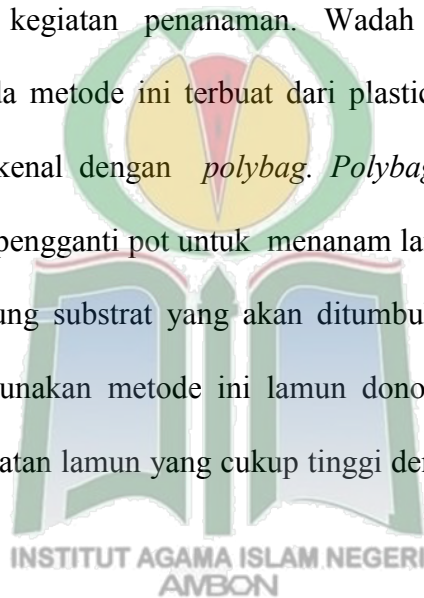 kegiatan penanaman. Wadah
a metode ini terbuat dari plastic
kenal dengan polybag. Polybag
pengganti pot untuk menanam la
ung substrat yang akan ditumbu
unakan metode ini lamun dono
atan lamun yang cukup tinggi de
INSTITUT AGAMA ISLAM NEGERI
AMBON